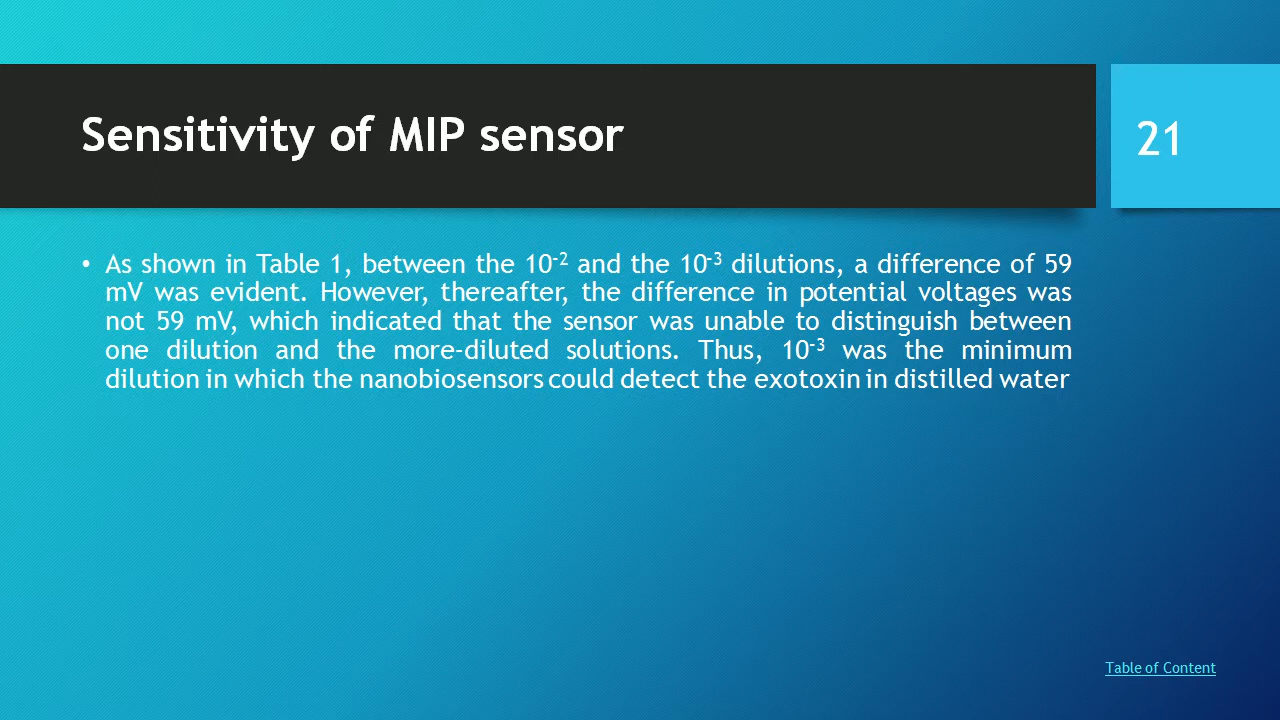 Sensitivity of MIP sensor
21
• As shown in Table 1, between the 10⁻² and the 10⁻³ dilutions, a difference of 59
mV was evident. However, thereafter, the difference in potential voltages was
not 59 mV, which indicated that the sensor was unable to distinguish between
one dilution and the more-diluted solutions. Thus, 10⁻³ was the minimum
dilution in which the nanobiosensors could detect the exotoxin in distilled water
Table of Content